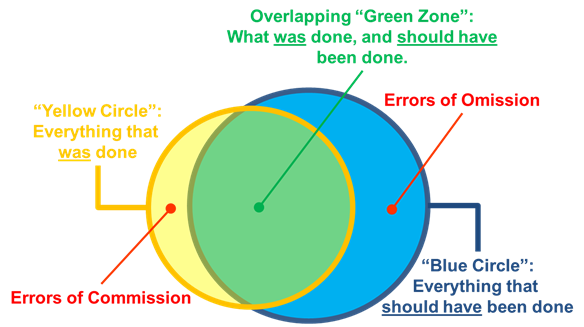 Overlapping “Green Zone”:
What was done, and should have
been done.
“Yellow Circle”:
Everything that
was done
Errors of Omission
Errors of Commission
“Blue Circle”:
Everything that
should have been done